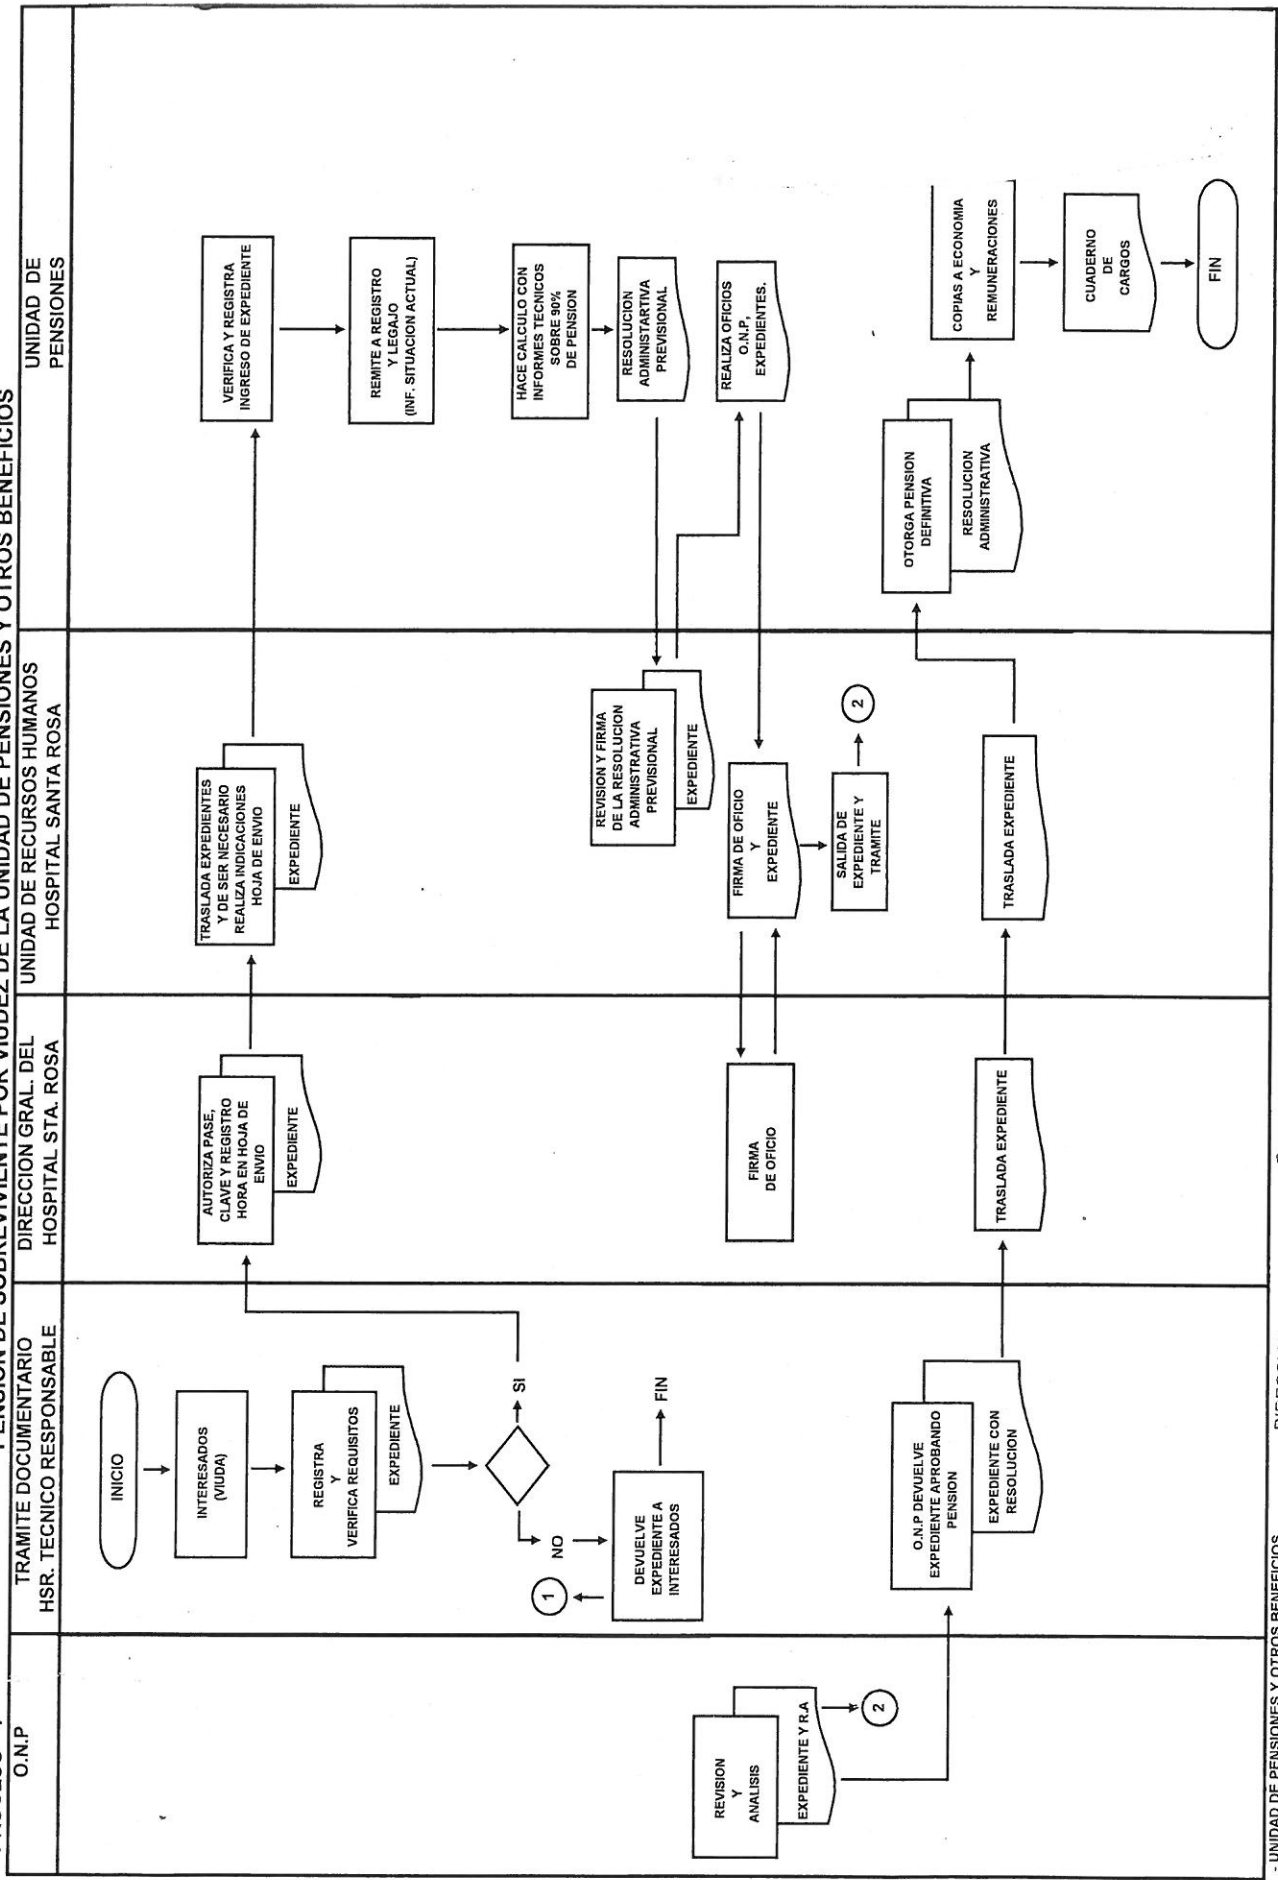 PENSION DE SOBREVIVIENTE POR VIUDEZ DE LA UNIDAD DE PENSIONES Y OTROS BENEFICIOS
O.N.P
TRAMITE DOCUMENTARIO
HSR. TECNICO RESPONSABLE
DIRECCION GRAL. DEL
HOSPITAL STA. ROSA
UNIDAD DE RECURSOS HUMANOS
HOSPITAL SANTA ROSA
UNIDAD DE
PENSIONES
INICIO
INTERESADOS
(VIUDA)
REGISTRA
Y
VERIFICA REQUISITOS
EXPEDIENTE
SI
NO
1
DEVUELVE
EXPEDIENTE A
INTERESADOS
FIN
AUTORIZA PASE,
CLAVE Y REGISTRO
HORA EN HOJA DE
ENVIO
EXPEDIENTE
TRASLADA EXPEDIENTES
Y DE SER NECESARIO
REALIZA INDICACIONES
HOJA DE ENVIO
EXPEDIENTE
VERIFICA Y REGISTRA
INGRESO DE EXPEDIENTE
REMITE A REGISTRO
Y LEGAJO
(INF. SITUACION ACTUAL)
HACE CALCULO CON
INFORMES TECNICOS
SOBRE 90%
DE PENSION
RESOLUCION
ADMINISTARTIVA
PREVISIONAL
REVISION Y FIRMA
DE LA RESOLUCION
ADMINISTRATIVA
PREVISIONAL
EXPEDIENTE
REALIZA OFICIOS
O.N.P,
EXPEDIENTES.
FIRMA DE OFICIO
Y
EXPEDIENTE
FIRMA
DE OFICIO
SALIDA DE
EXPEDIENTE Y
TRAMITE
2
REVISION
Y
ANALISIS
EXPEDIENTE Y R.A
2
O.N.P DEVUELVE
EXPEDIENTE APROBANDO
PENSION
EXPEDIENTE CON
RESOLUCION
TRASLADA EXPEDIENTE
TRASLADA EXPEDIENTE
OTORGA PENSION
DEFINITIVA
RESOLUCION
ADMINISTRATIVA
COPIAS A ECONOMIA
Y
REMUNERACIONES
CUADERNO
DE
CARGOS
FIN
- UNIDAD DE PENSIONES Y OTROS BENEFICIOS